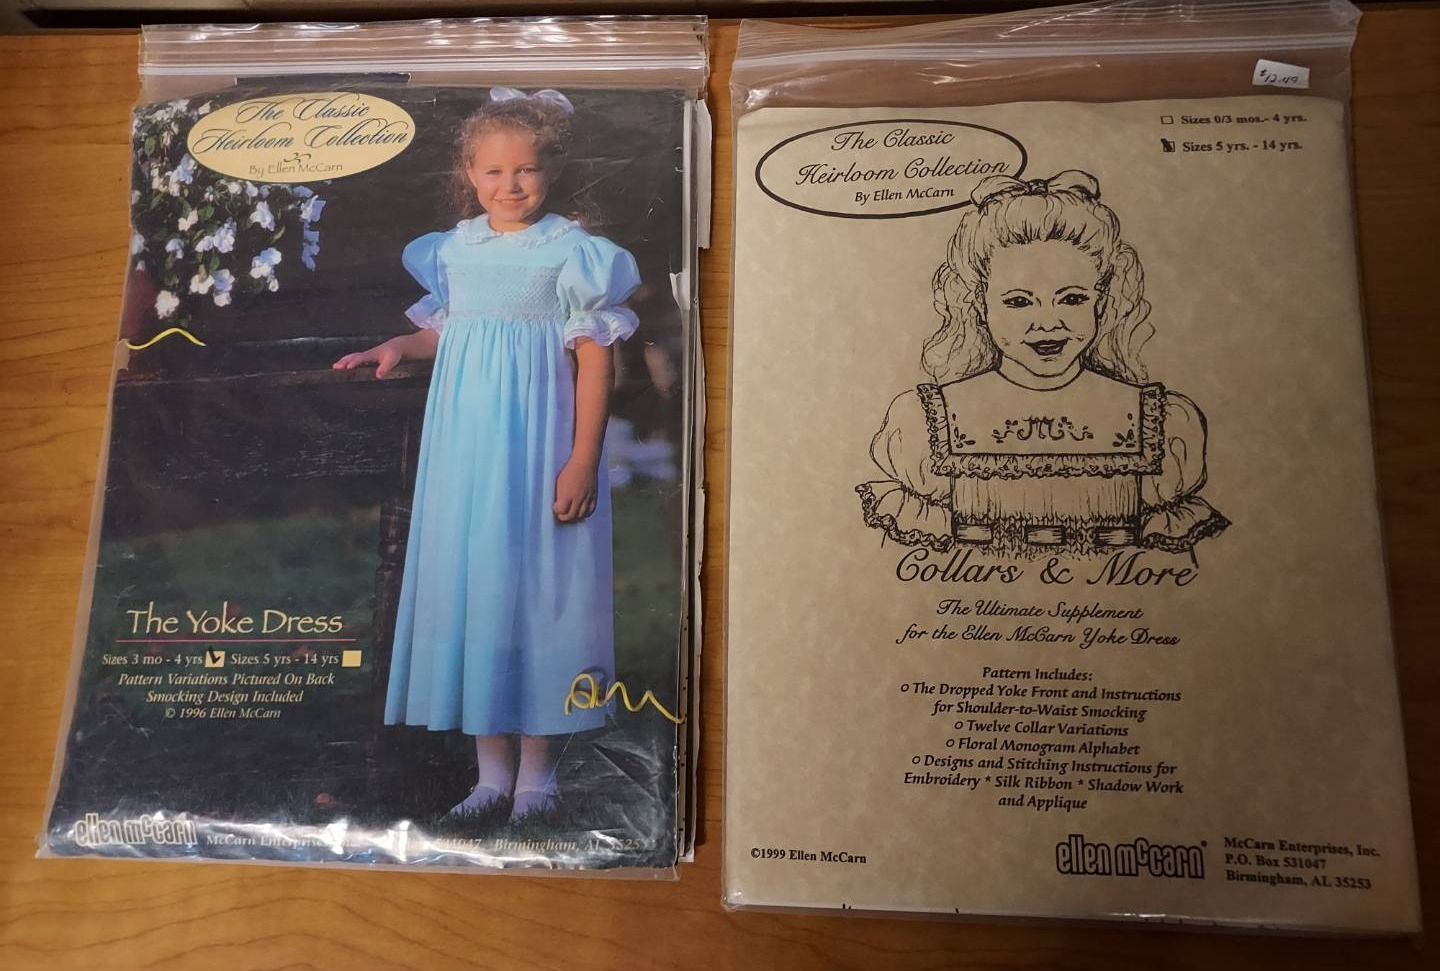 The Classic
Heirloom Collection
By Ellen McCarn
The Yoke Dress
Sizes 3 mo - 4 yrs Sizes 5 yrs - 14 yrs
Pattern Variations Pictured On Back
Smocking Design Included
© 1996 Ellen McCarn
ellen mccarn
McCarn 531047 Birmingham, AL
$12.49
Sizes 0/3 mos.- 4 yrs.
Sizes 5 yrs. - 14 yrs.
The Classic
Heirloom Collection
By Ellen McCarn
M
Collars & More
The Ultimate Supplement
for the Ellen McCarn Yoke Dress
Pattern Includes:
o The Dropped Yoke Front and Instructions
for Shoulder-to-Waist Smocking
o Twelve Collar Variations
o Floral Monogram Alphabet
o Designs and Stitching Instructions for
Embroidery * Silk Ribbon * Shadow Work
and Applique
©1999 Ellen McCarn
ellen mccarn®
McCarn Enterprises, Inc.
P.O. Box 531047
Birmingham, AL 35253